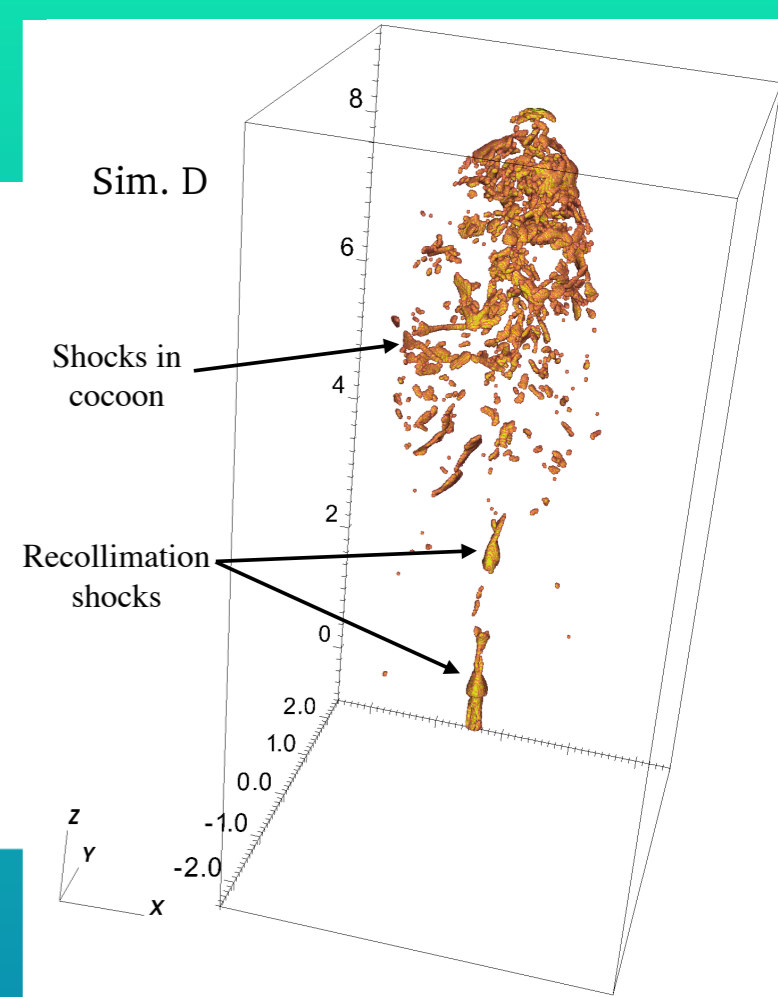 8
Sim. D
6
Shocks in
cocoon
4
2
Recollimation
shocks
0
2.0
1.0
0.0
-1.0
-2.0
Z
Y
X